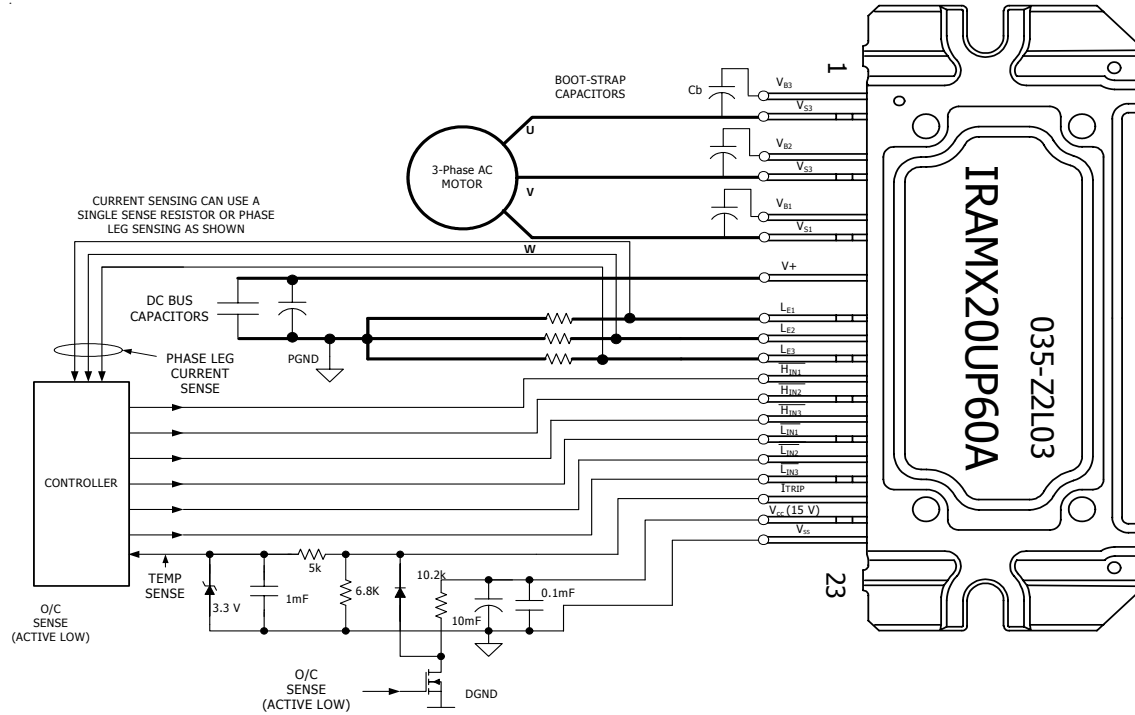 1
BOOT-STRAP
CAPACITORS
Cb
VB3
VS3
U
3-Phase AC
MOTOR
VB2
VS3
V
VB1
VS1
W
CURRENT SENSING CAN USE A
SINGLE SENSE RESISTOR OR PHASE
LEG SENSING AS SHOWN
V+
DC BUS
CAPACITORS
LE1
LE2
LE3
PGND
PHASE LEG
CURRENT
SENSE
HIN1
HIN2
HIN3
LIN1
LIN2
LIN3
ITRIP
VCC (15 V)
VSS
CONTROLLER
TEMP
SENSE
5k
3.3 V
1mF
6.8K
10.2k
10mF
0.1mF
O/C
SENSE
(ACTIVE LOW)
O/C
SENSE
(ACTIVE LOW)
DGND
23
IRAMX20UP60A
035-Z2L03